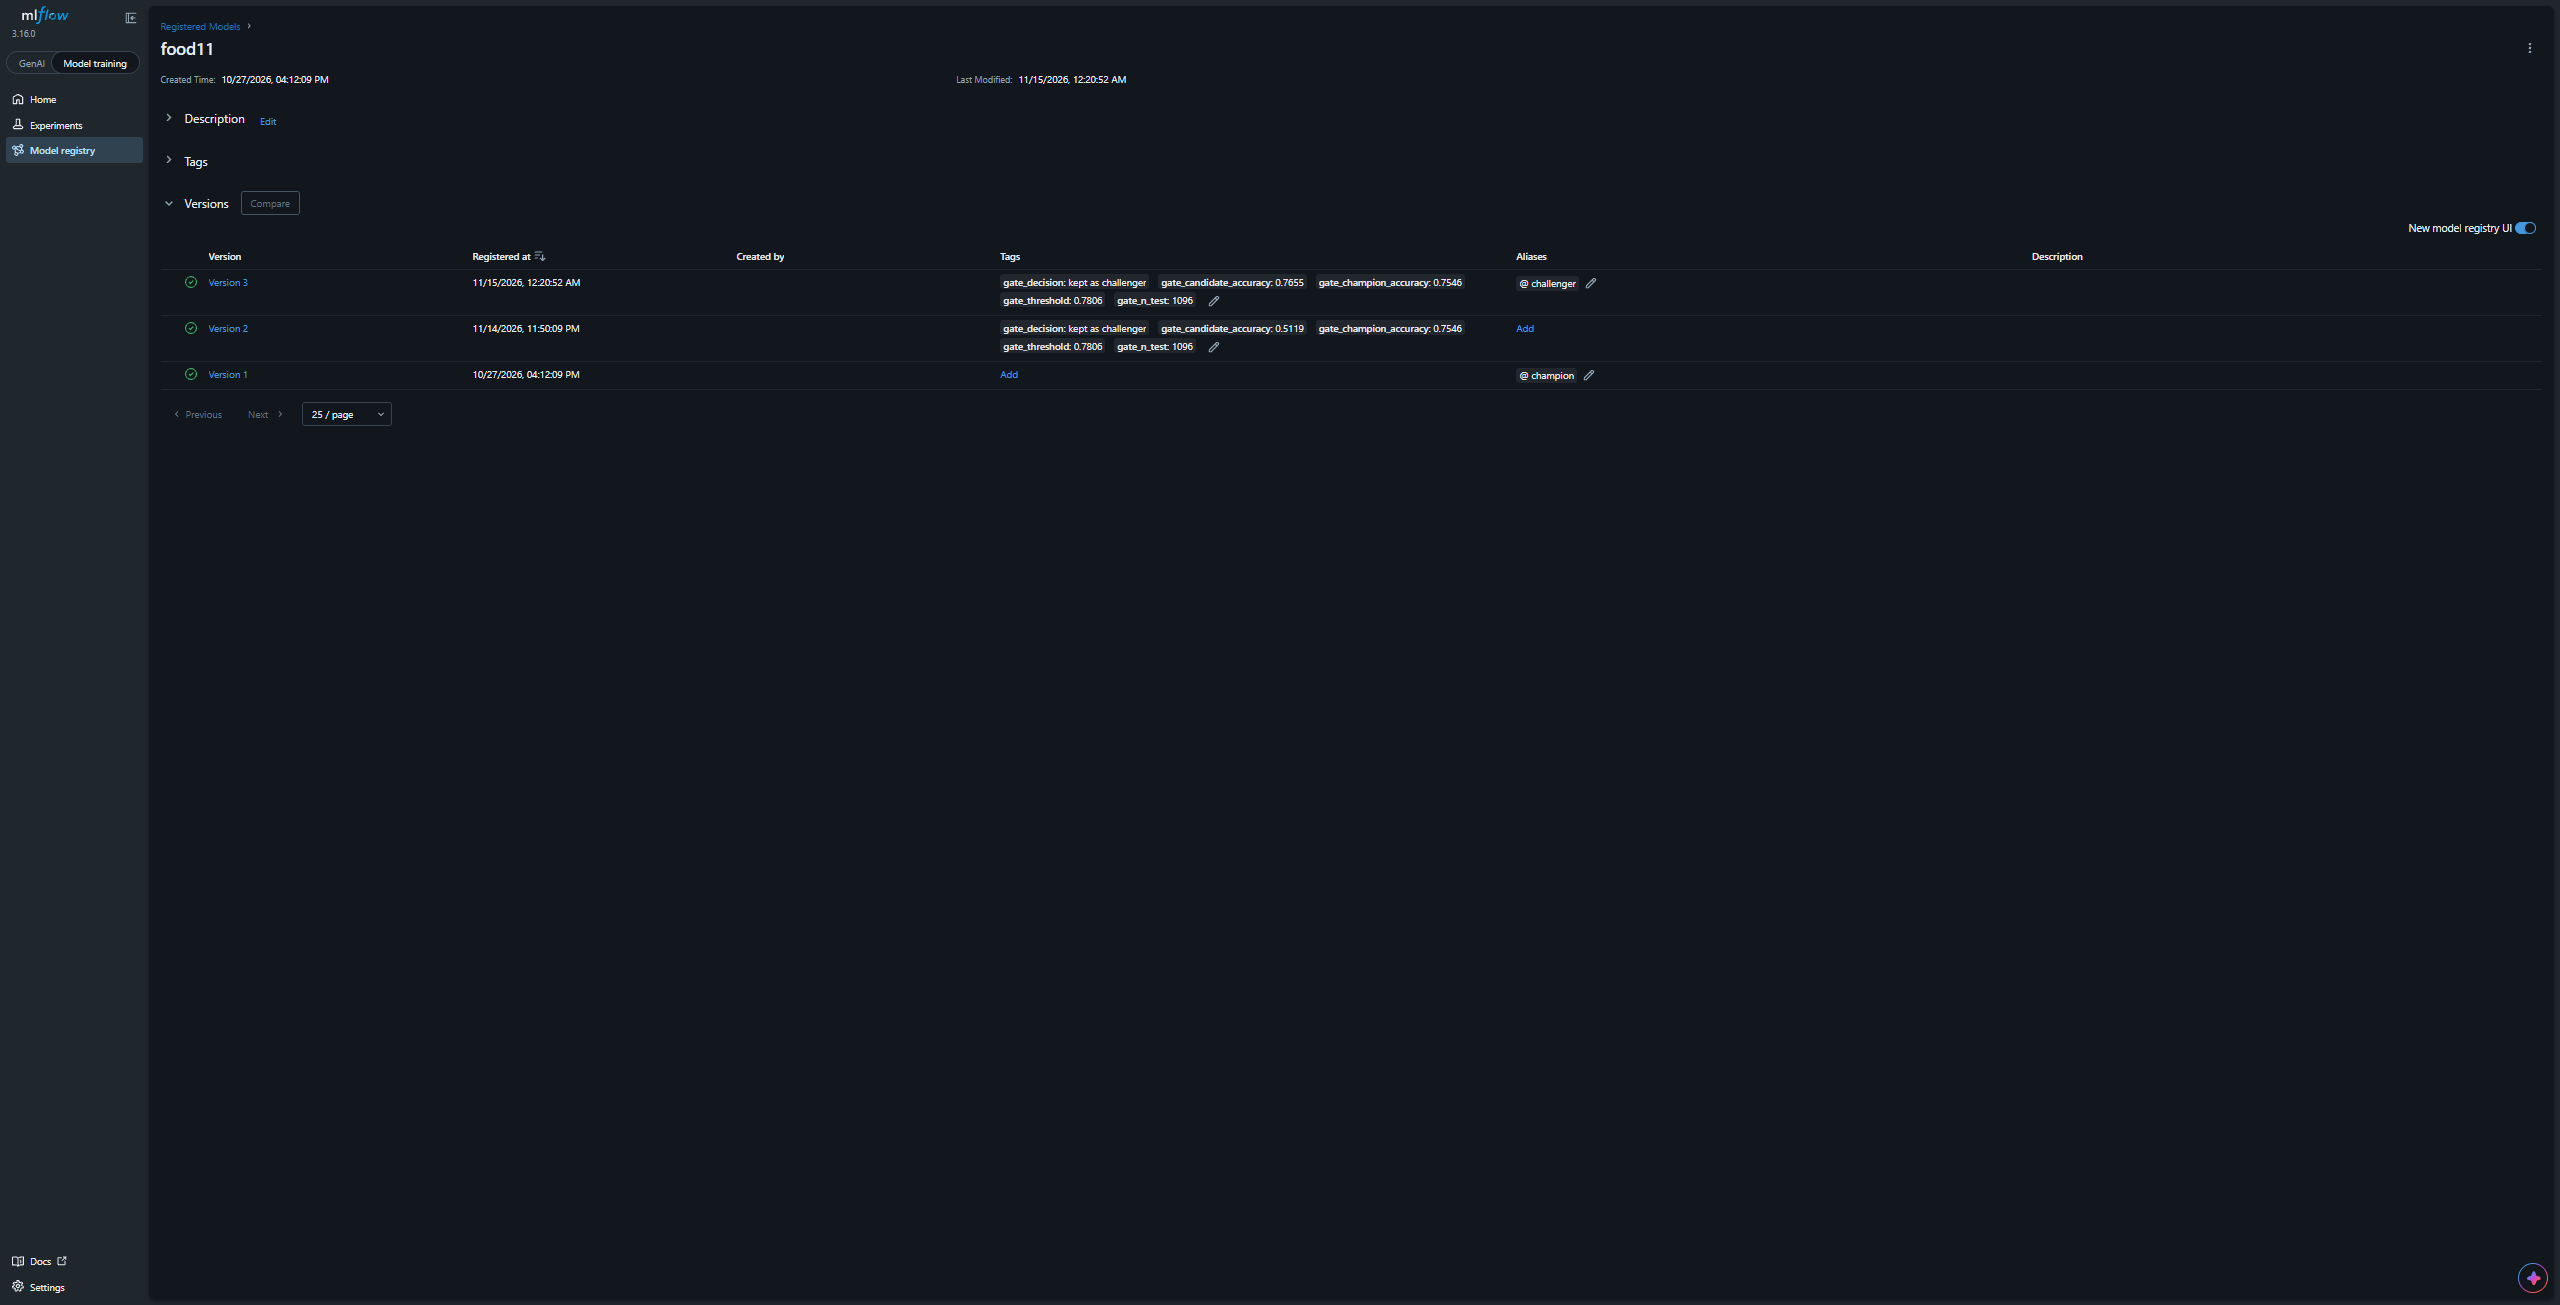 mlflow
3.16.0
GenAI Model training
Home
Experiments
Model registry
Registered Models
food11
Created Time: 10/27/2026, 04:12:09 PM Last Modified: 11/15/2026, 12:20:52 AM
Description Edit
Tags
Versions Compare
New model registry UI
Version Registered at Created by Tags Aliases Description
Version 3 11/15/2026, 12:20:52 AM gate_decision: kept as challenger gate_candidate_accuracy: 0.7655 gate_champion_accuracy: 0.7546 @ challenger
gate_threshold: 0.7806 gate_n_test: 1096
Version 2 11/14/2026, 11:50:09 PM gate_decision: kept as challenger gate_candidate_accuracy: 0.5119 gate_champion_accuracy: 0.7546 Add
gate_threshold: 0.7806 gate_n_test: 1096
Version 1 10/27/2026, 04:12:09 PM Add @ champion
Previous Next 25 / page
Docs
Settings